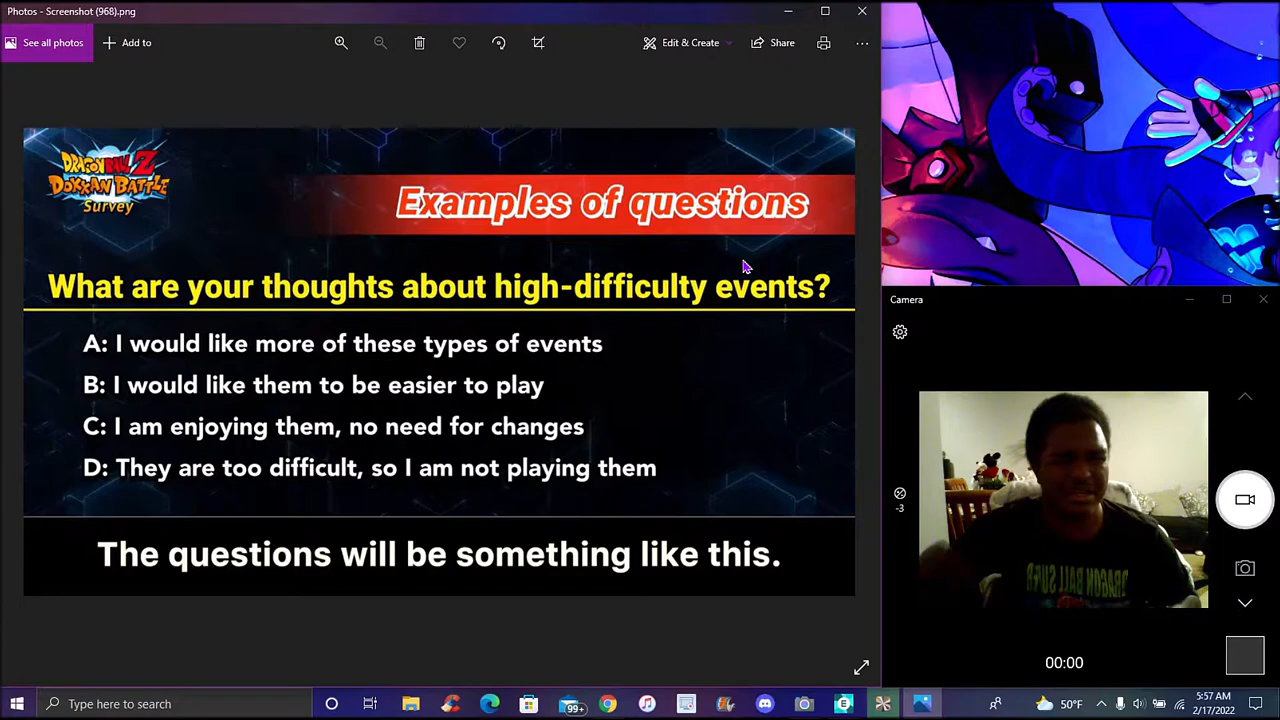 Photos - Screenshot (968).png
See all photos
Add to
Edit & Create
Share
DRAGON BALL Z
DOKKAN BATTLE
Survey
Examples of questions
What are your thoughts about high-difficulty events?
A: I would like more of these types of events
B: I would like them to be easier to play
C: I am enjoying them, no need for changes
D: They are too difficult, so I am not playing them
The questions will be something like this.
Camera
-3
DRAGON BALL SUPER
00:00
Type here to search
99+
50°F
5:57 AM
2/17/2022